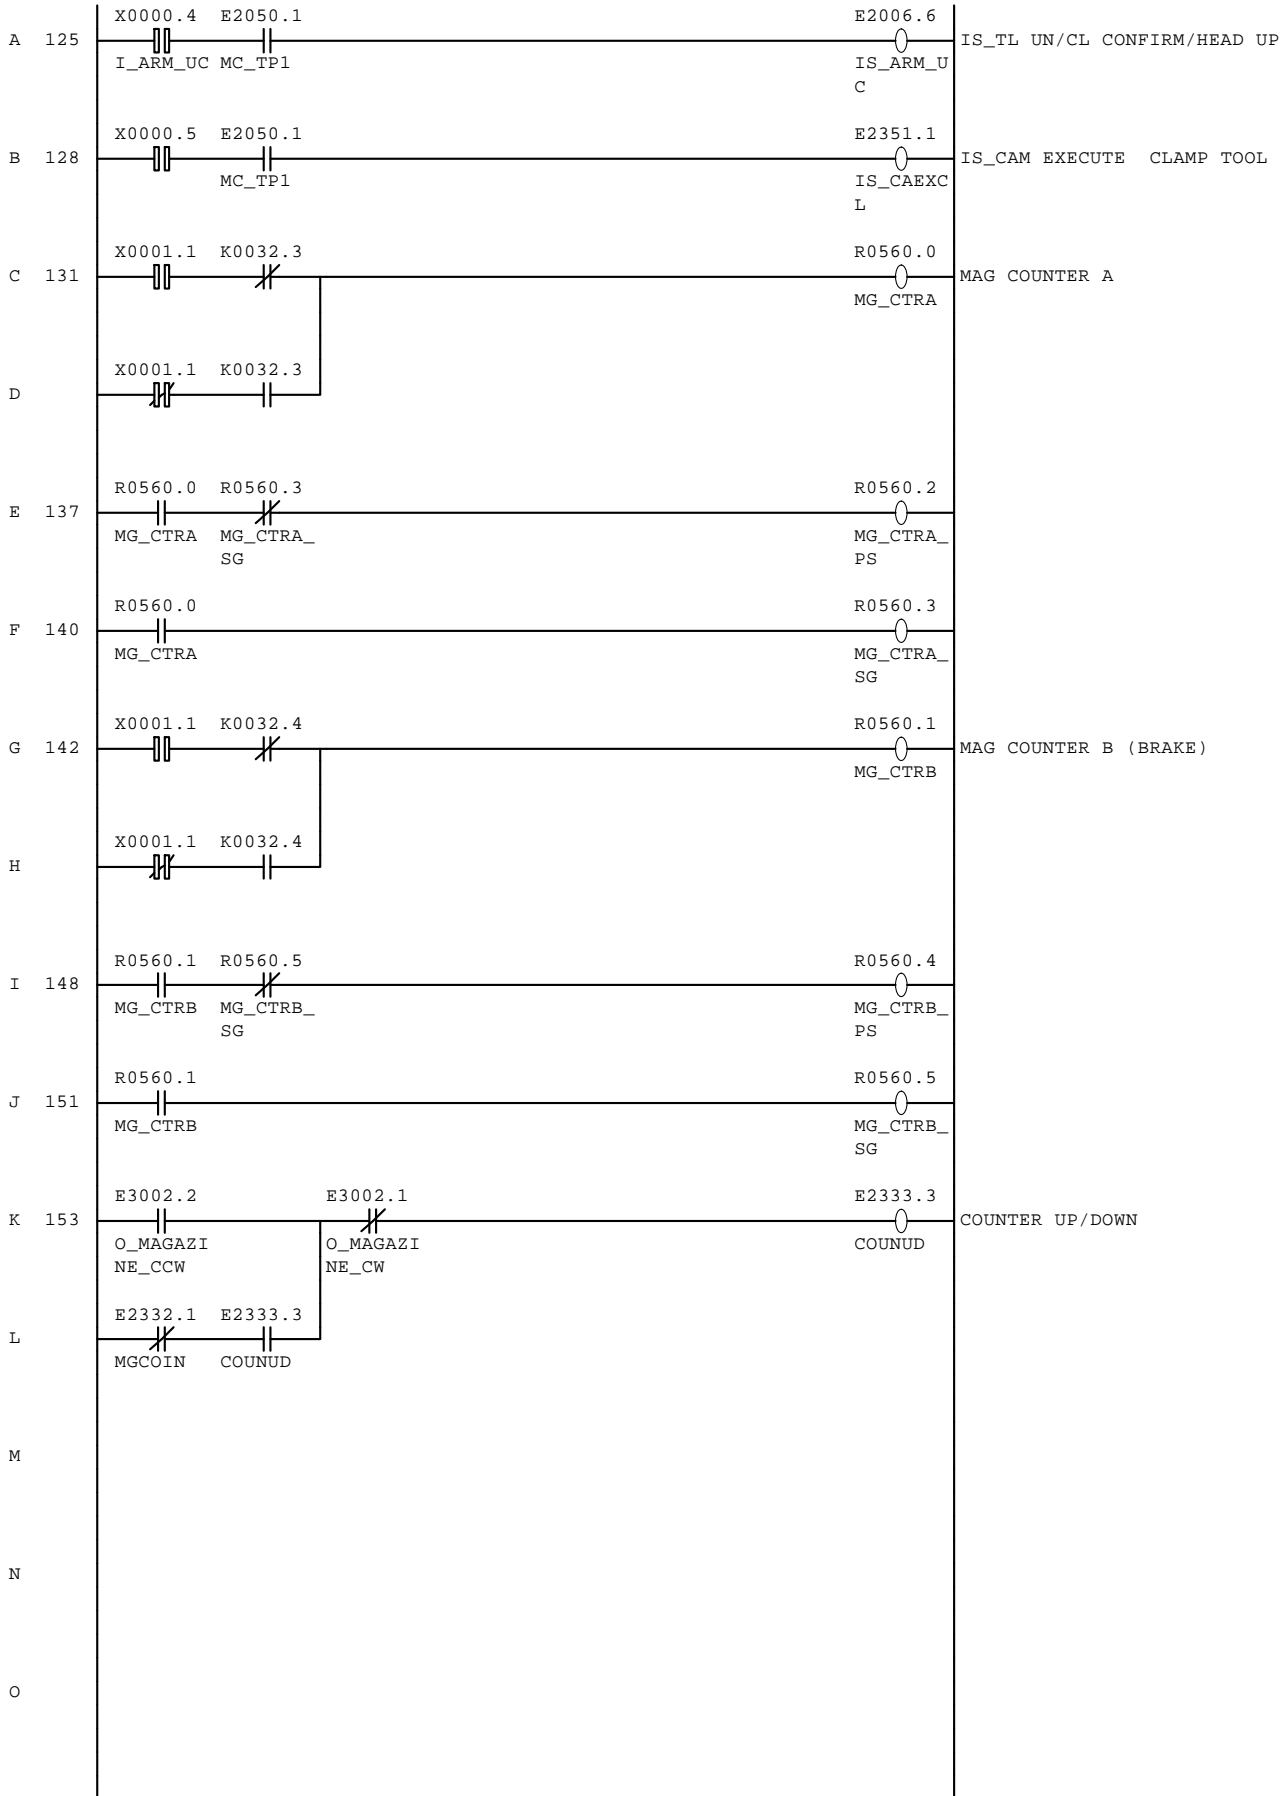 X0000.4 E2050.1 E2006.6
A 125 IS_TL UN/CL CONFIRM/HEAD UP
I_ARM_UC MC_TP1 IS_ARM_U
C
X0000.5 E2050.1 E2351.1
B 128 IS_CAM EXECUTE CLAMP TOOL
MC_TP1 IS_CAEXC
L
X0001.1 K0032.3 R0560.0
C 131 MAG COUNTER A
MG_CTRA
X0001.1 K0032.3
D
R0560.0 R0560.3 R0560.2
E 137
MG_CTRA MG_CTRA_ MG_CTRA_
SG PS
R0560.0 R0560.3
F 140
MG_CTRA MG_CTRA_
SG
X0001.1 K0032.4 R0560.1
G 142 MAG COUNTER B (BRAKE)
MG_CTRB
X0001.1 K0032.4
H
R0560.1 R0560.5 R0560.4
I 148
MG_CTRB MG_CTRB_ MG_CTRB_
SG PS
R0560.1 R0560.5
J 151
MG_CTRB MG_CTRB_
SG
E3002.2 E3002.1 E2333.3
K 153 COUNTER UP/DOWN
O_MAGAZI O_MAGAZI COUNUD
NE_CCW NE_CW
E2332.1 E2333.3
L
MGCOIN COUNUD
M
N
O